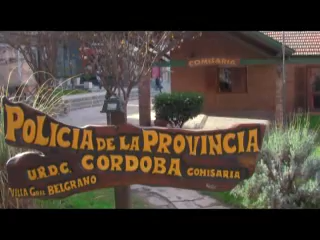 COMISARIA
POLICIA DE LA PROVINCIA
U.R.D.G. CORDOBA COMISARIA
VILLA GRAL BELGRANO